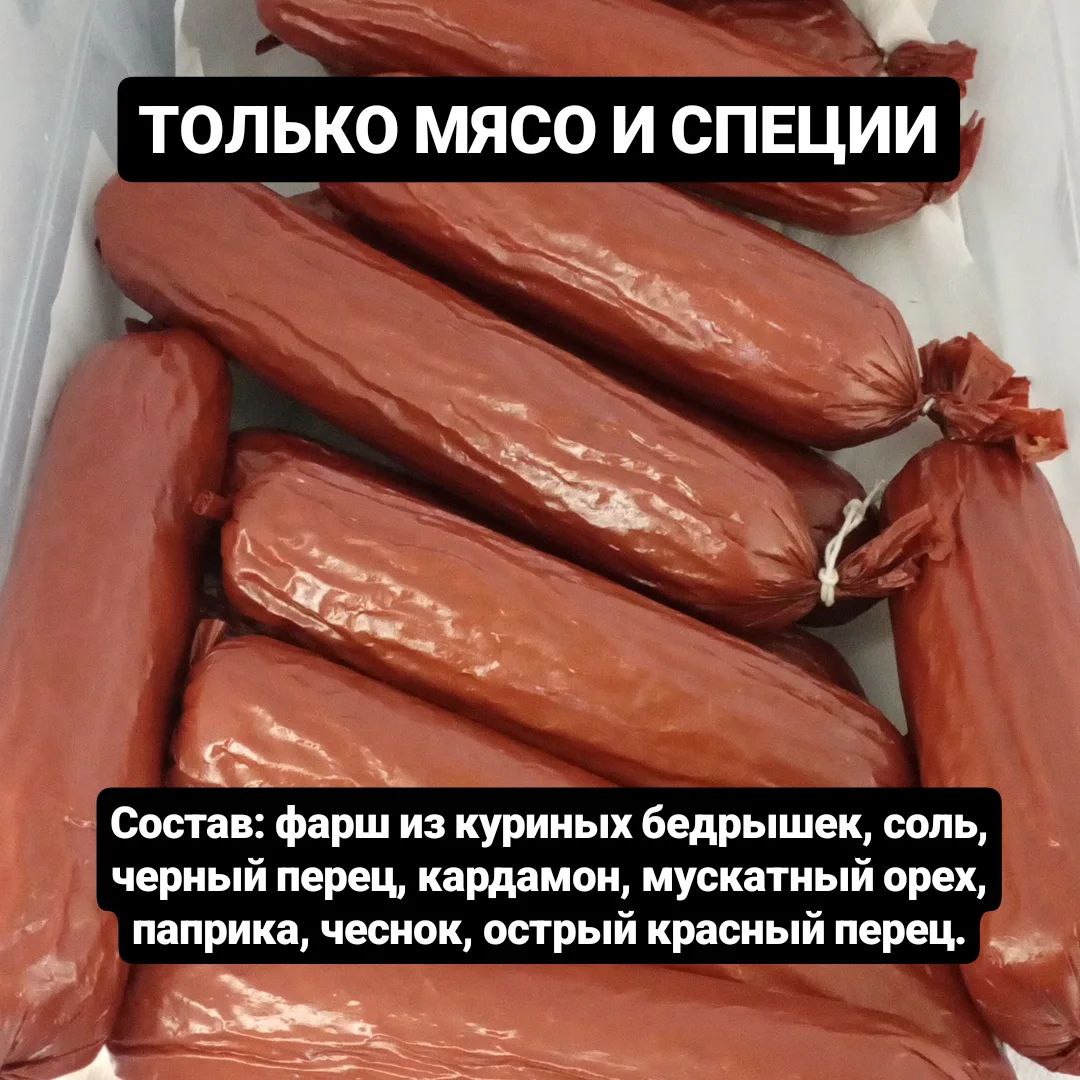 ТОЛЬКО МЯСО И СПЕЦИИ
Состав: фарш из куриных бедрышек, соль,
черный перец, кардамон, мускатный орех,
паприка, чеснок, острый красный перец.